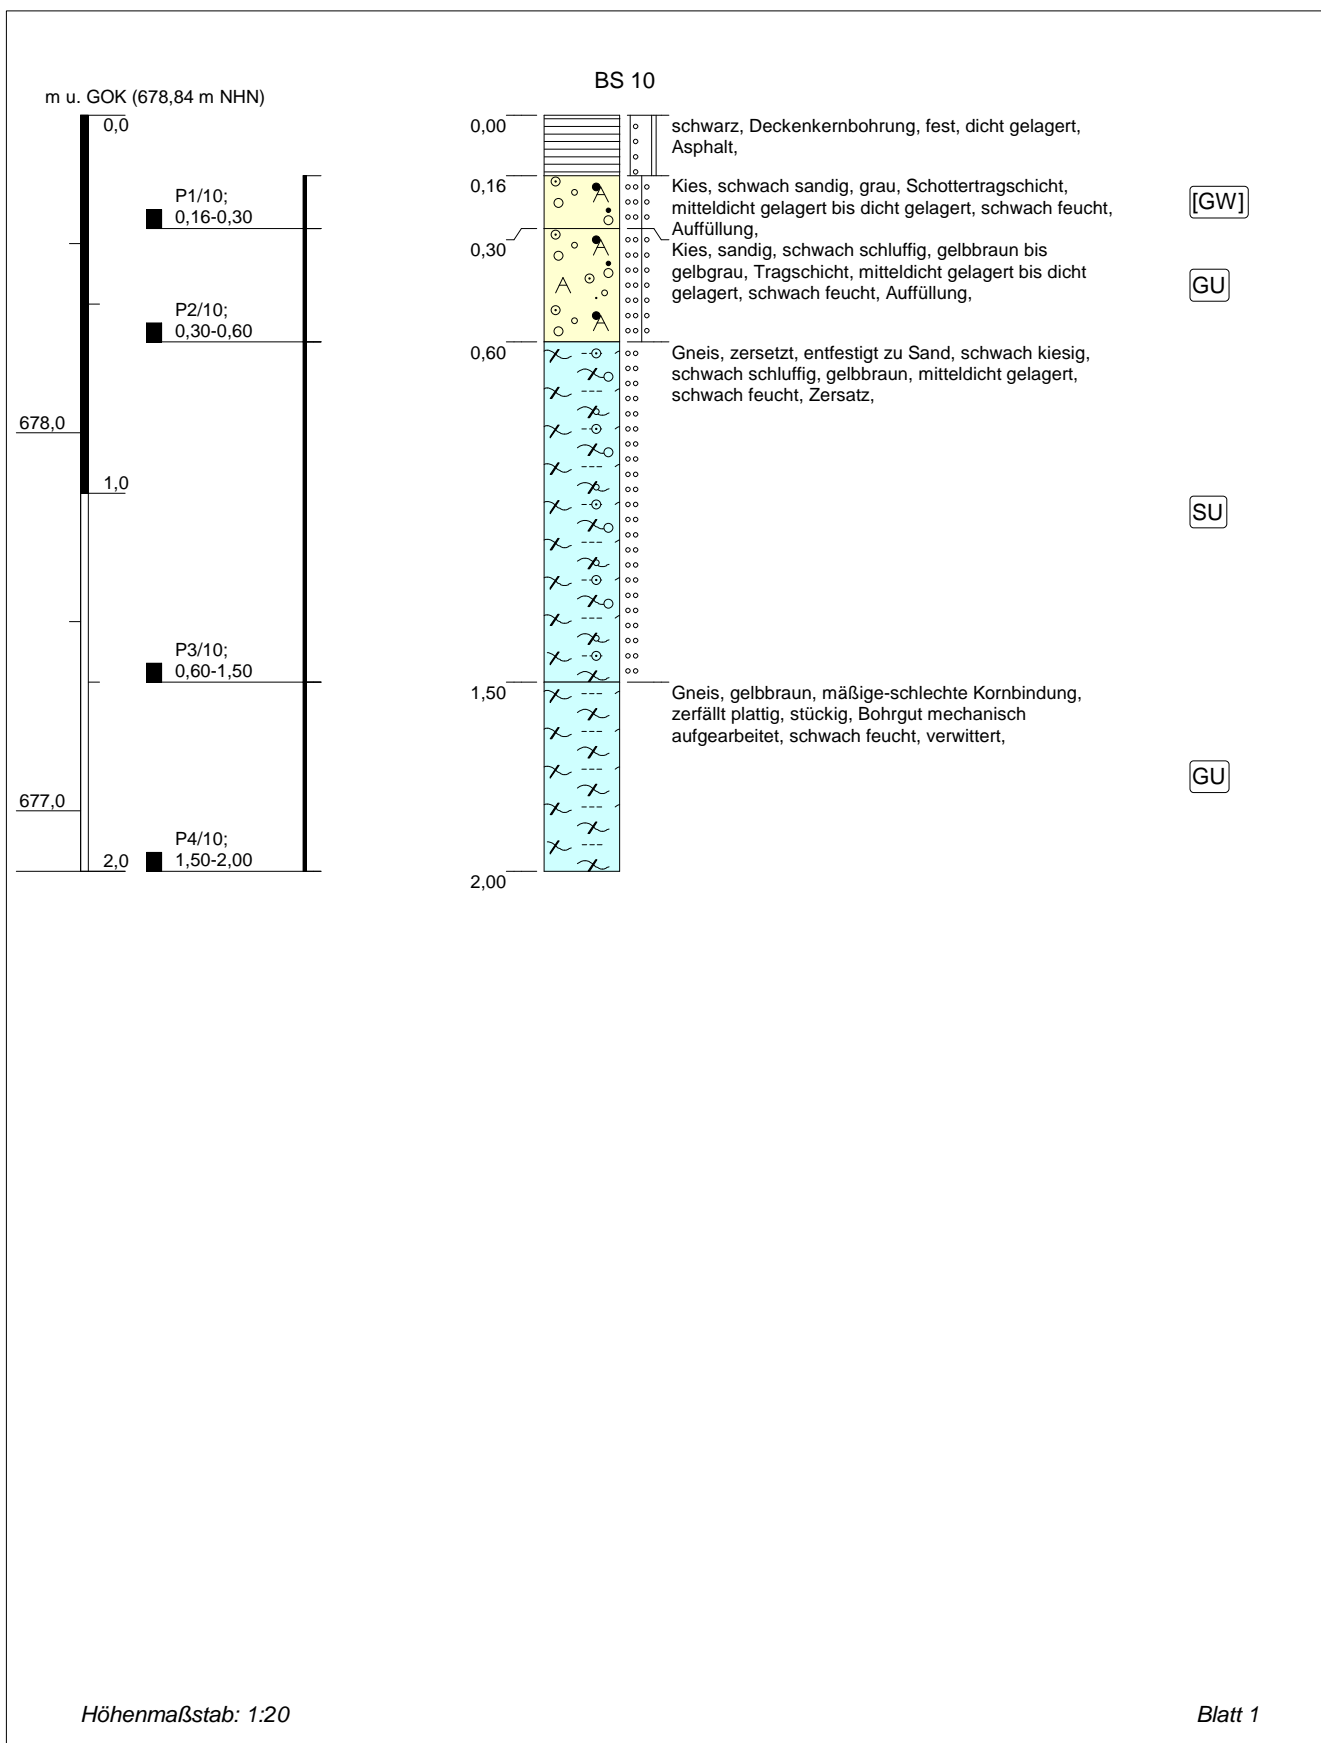 BS 10
m u. GOK (678,84 m NHN)
0,0
678,0
1,0
677,0
2,0
P1/10;
0,16-0,30
P2/10;
0,30-0,60
P3/10;
0,60-1,50
P4/10;
1,50-2,00
0,00
schwarz, Deckenkernbohrung, fest, dicht gelagert,
Asphalt,
0,16
Kies, schwach sandig, grau, Schottertragschicht,
mitteldicht gelagert bis dicht gelagert, schwach feucht,
Auffüllung,
[GW]
0,30
Kies, sandig, schwach schluffig, gelbbraun bis
gelbgrau, Tragschicht, mitteldicht gelagert bis dicht
gelagert, schwach feucht, Auffüllung,
GU
0,60
Gneis, zersetzt, entfestigt zu Sand, schwach kiesig,
schwach schluffig, gelbbraun, mitteldicht gelagert,
schwach feucht, Zersatz,
SU
1,50
Gneis, gelbbraun, mäßige-schlechte Kornbindung,
zerfällt plattig, stückig, Bohrgut mechanisch
aufgearbeitet, schwach feucht, verwittert,
GU
2,00
Höhenmaßstab: 1:20
Blatt 1